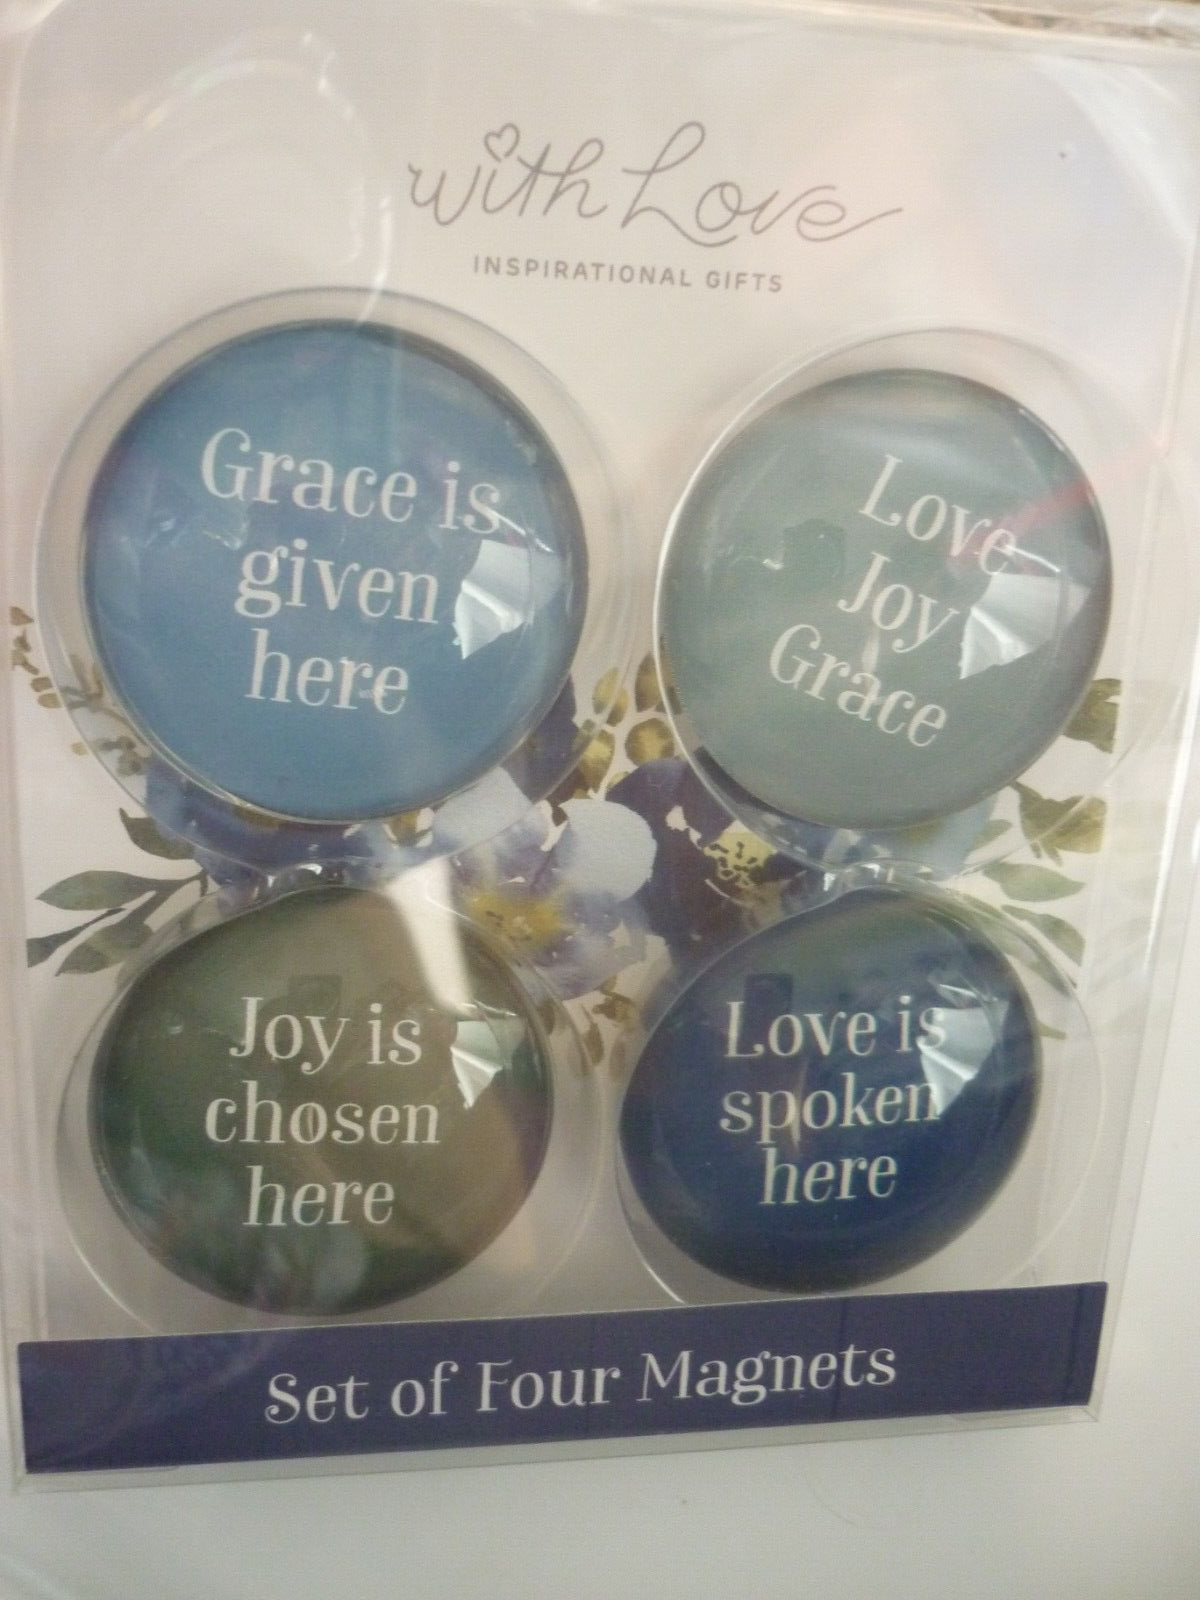 with Love
INSPIRATIONAL GIFTS
Grace is
given
here
Love
Joy
Grace
Joy is
chosen
here
Love is
spoken
here
Set of Four Magnets